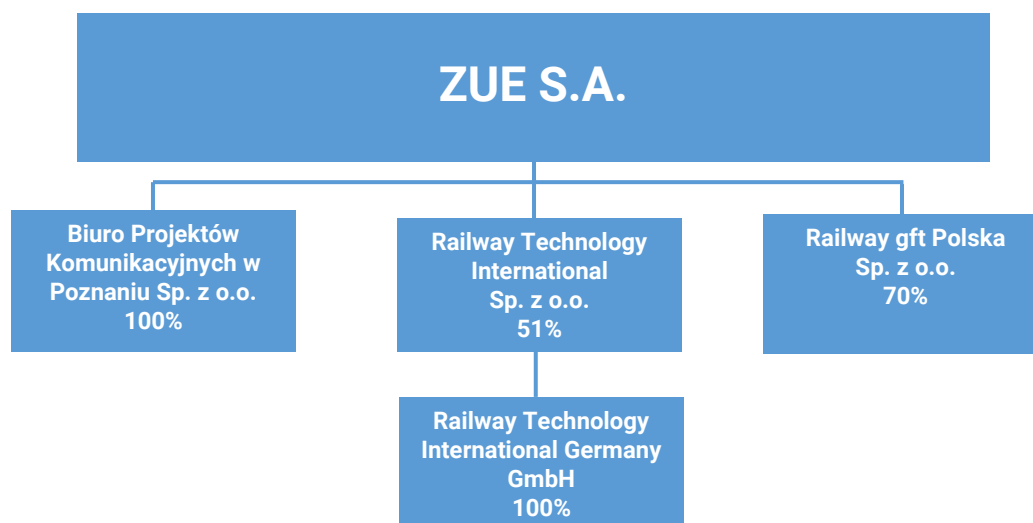 ZUE S.A.
Biuro Projektów
Komunikacyjnych w
Poznaniu Sp. z o.o.
100%
Railway Technology
International
Sp. z o.o.
51%
Railway gft Polska
Sp. z o.o.
70%
Railway Technology
International Germany
GmbH
100%